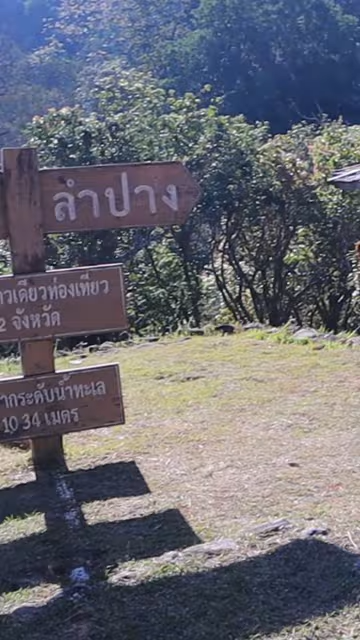 ลำปาง
าวเดียวท่องเที่ยว
2 จังหวัด
ากระดับน้ำทะเล
1034 เมตร